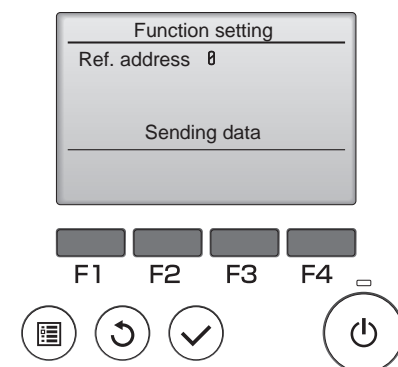 Function setting
Ref. address 0
Sending data
F1 F2 F3 F4